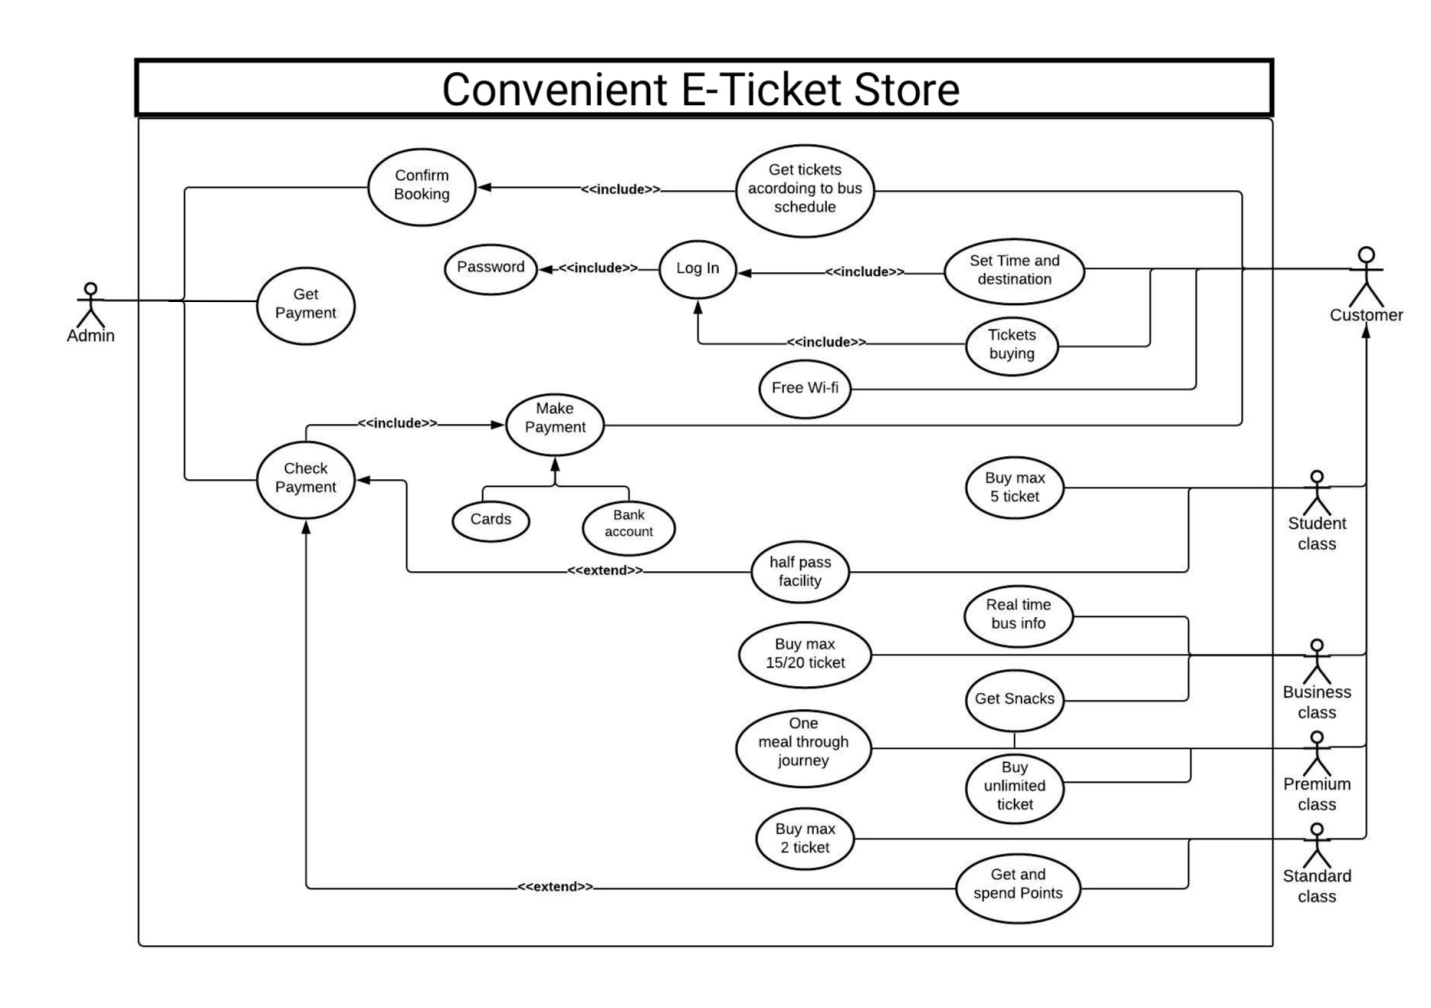 Convenient E-Ticket Store
Confirm
Booking
<<include>>
Get tickets
acordoing to bus
schedule
Password
<<include>>
Log In
<<include>>
Set Time and
destination
Get
Payment
Admin
Customer
<<include>>
Tickets
buying
Free Wi-fi
<<include>>
Make
Payment
Check
Payment
Cards
Bank
account
Buy max
5 ticket
Student
class
<<extend>>
half pass
facility
Real time
bus info
Buy max
15/20 ticket
Business
class
Get Snacks
One
meal through
journey
Buy
unlimited
ticket
Premium
class
Buy max
2 ticket
Standard
class
<<extend>>
Get and
spend Points